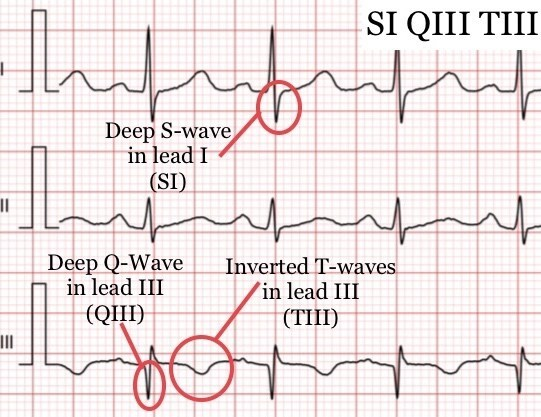 SI QIII TIII
I
Deep S-wave
in lead I
(SI)
II
Deep Q-Wave
in lead III
(QIII)
Inverted T-waves
in lead III
(TIII)
III